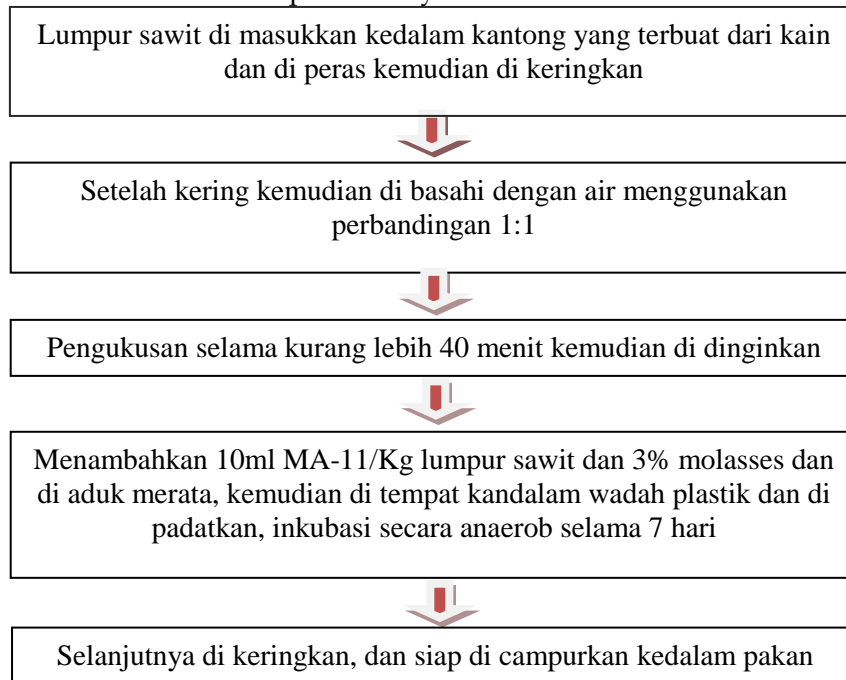 Lumpur sawit di masukkan kedalam kantong yang terbuat dari kain
dan di peras kemudian di keringkan
Setelah kering kemudian di basahi dengan air menggunakan
perbandingan 1:1
Pengukusan selama kurang lebih 40 menit kemudian di dinginkan
Menambahkan 10ml MA-11/Kg lumpur sawit dan 3% molasses dan
di aduk merata, kemudian di tempat kandalam wadah plastik dan di
padatkan, inkubasi secara anaerob selama 7 hari
Selanjutnya di keringkan, dan siap di campurkan kedalam pakan